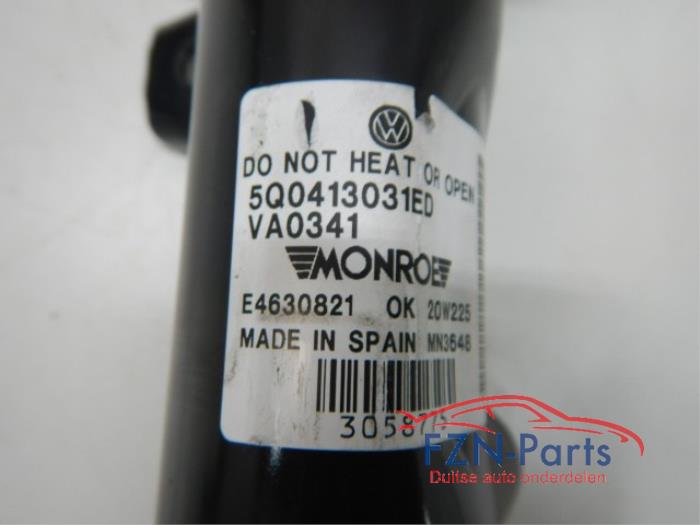 VW
DO NOT HEAT OR OPEN
5Q0413031ED
VA0341
MONROE
E4630821 OK 20W225
MADE IN SPAIN MN3648
FZN-Parts
Duitse auto onderdelen